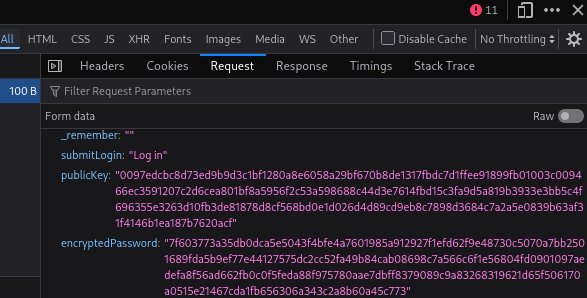 11
All HTML CSS JS XHR Fonts Images Media WS Other Disable Cache No Throttling
Headers Cookies Request Response Timings Stack Trace
100 B
Filter Request Parameters
Form data Raw
_remember: ""
submitLogin: "Log in"
publicKey: "0097edcbc8d73ed9b9d3c1bf1280a8e6058a29bf670b8de1317fbdc7d1ffee91899fb01003c0094
66ec3591207c2d6cea801bf8a5956f2c53a598688c44d3e7614fbd15c3fa9d5a819b3933e3bb5c4f
696355e3263d10fb3de81878d8cf568bd0e1d026d4d89cd9eb8c7898d3684c7a2a5e0839b63af3
1f4146b1ea187b7620acf"
encryptedPassword: "7f603773a35db0dca5e5043f4bfe4a7601985a912927f1efd62f9e48730c5070a7bb250
1689fda5b9ef77e44127575dc2cc52fa49b84cab08698c7a566c6f1e56804fd0901097ae
defa8f56ad662fb0c0f5feda88f975780aae7dbff8379089c9a83268319621d65f506170
a0515e21467cda1fb656306a343c2a8b60a45c773"